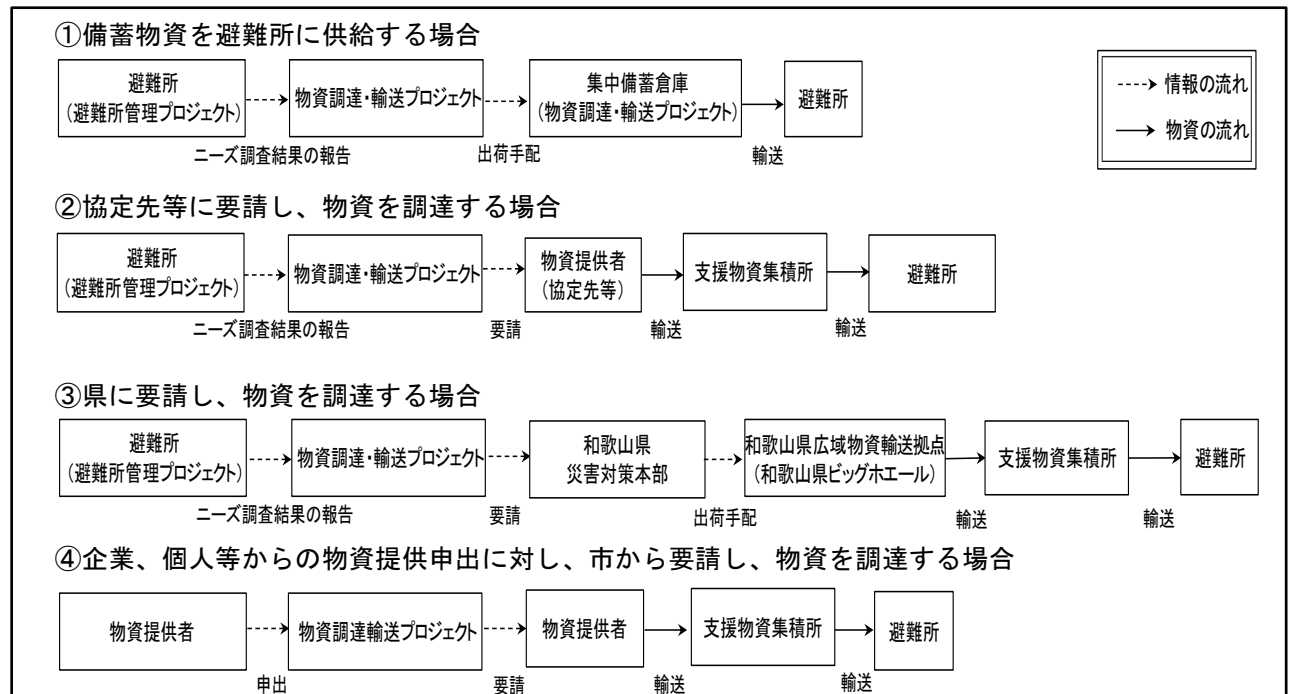 ①備蓄物資を避難所に供給する場合
避難所
(避難所管理プロジェクト)
物資調達・輸送プロジェクト
集中備蓄倉庫
(物資調達・輸送プロジェクト)
避難所
ニーズ調査結果の報告
出荷手配
輸送
情報の流れ
物資の流れ
②協定先等に要請し、物資を調達する場合
避難所
(避難所管理プロジェクト)
物資調達・輸送プロジェクト
物資提供者
(協定先等)
支援物資集積所
避難所
ニーズ調査結果の報告
要請
輸送
輸送
③県に要請し、物資を調達する場合
避難所
(避難所管理プロジェクト)
物資調達・輸送プロジェクト
和歌山県
災害対策本部
和歌山県広域物資輸送拠点
(和歌山県ビッグホエール)
支援物資集積所
避難所
ニーズ調査結果の報告
要請
出荷手配
輸送
輸送
④企業、個人等からの物資提供申出に対し、市から要請し、物資を調達する場合
物資提供者
物資調達輸送プロジェクト
物資提供者
支援物資集積所
避難所
申出
要請
輸送
輸送